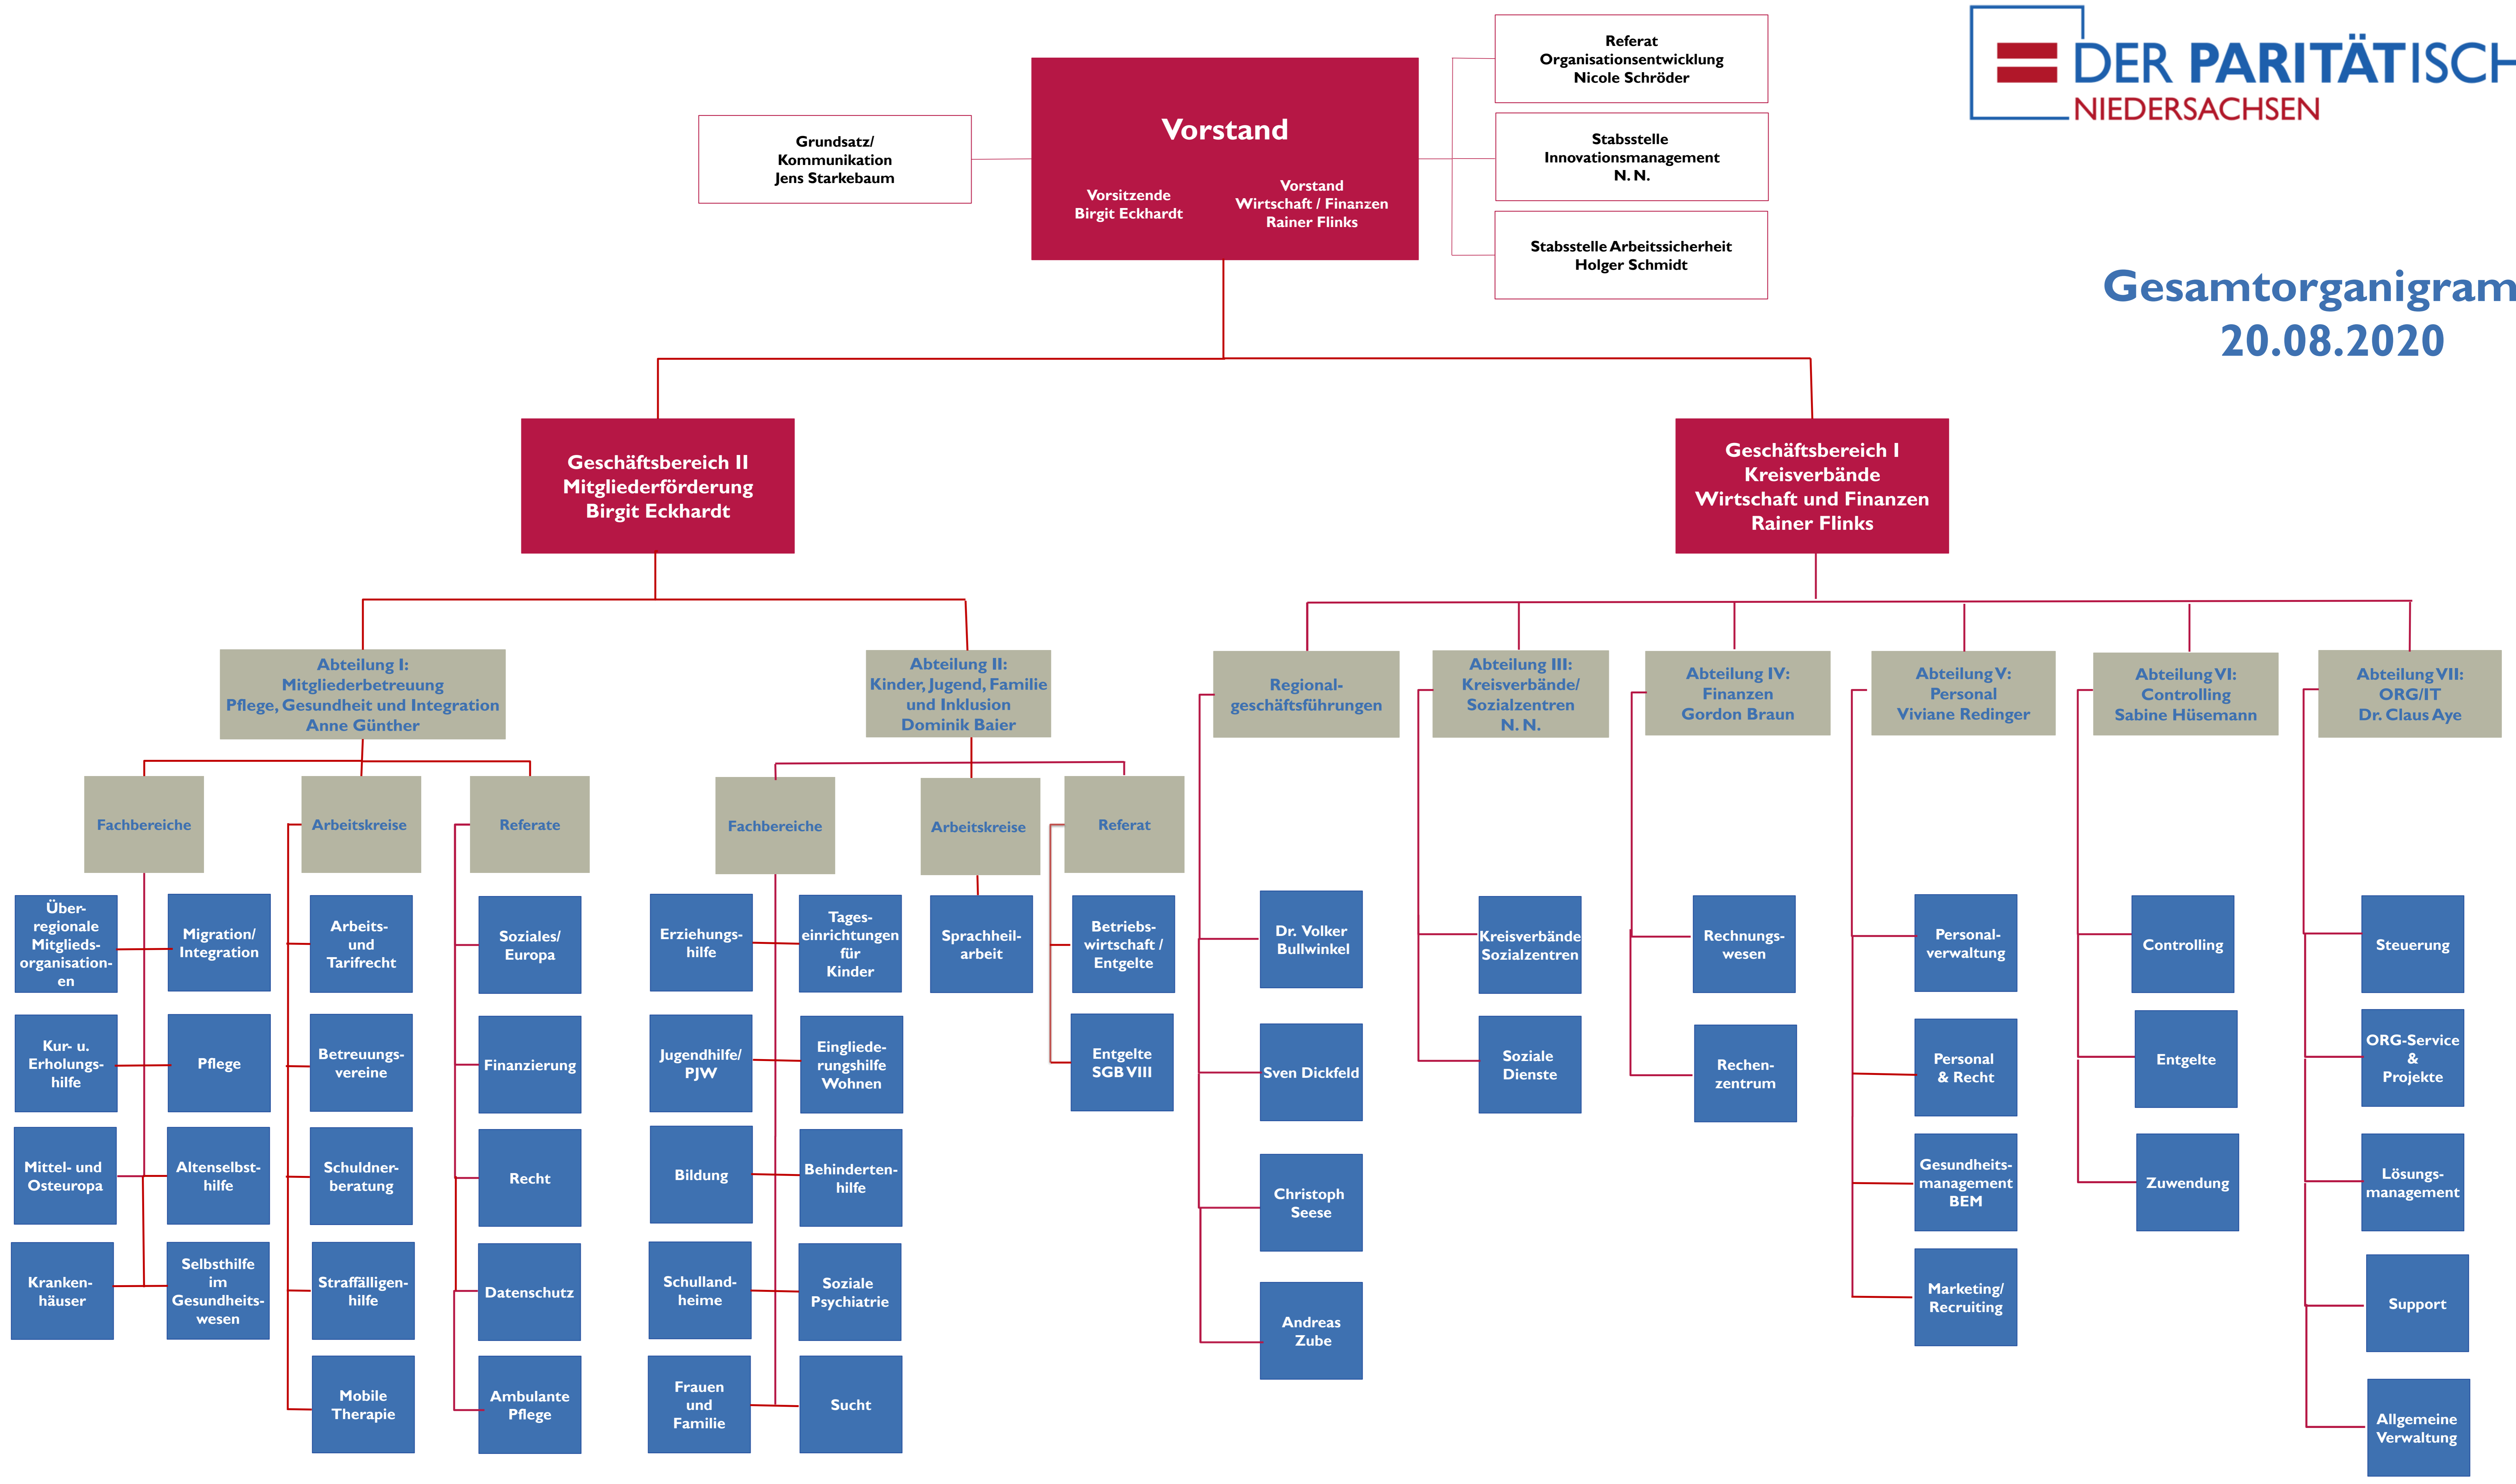 DER PARITÄTISCH
NIEDERSACHSEN
Gesamtorganigram
20.08.2020
Vorstand
Vorsitzende
Birgit Eckhardt
Vorstand
Wirtschaft / Finanzen
Rainer Flinks
Grundsatz/
Kommunikation
Jens Starkebaum
Referat
Organisationsentwicklung
Nicole Schröder
Stabsstelle
Innovationsmanagement
N. N.
Stabsstelle Arbeitssicherheit
Holger Schmidt
Geschäftsbereich II
Mitgliederförderung
Birgit Eckhardt
Geschäftsbereich I
Kreisverbände
Wirtschaft und Finanzen
Rainer Flinks
Abteilung I:
Mitgliederbetreuung
Pflege, Gesundheit und Integration
Anne Günther
Abteilung II:
Kinder, Jugend, Familie
und Inklusion
Dominik Baier
Regional-
geschäftsführungen
Abteilung III:
Kreisverbände/
Sozialzentren
N. N.
Abteilung IV:
Finanzen
Gordon Braun
Abteilung V:
Personal
Viviane Redinger
Abteilung VI:
Controlling
Sabine Hüsemann
Abteilung VII:
ORG/IT
Dr. Claus Aye
Fachbereiche
Arbeitskreise
Referate
Fachbereiche
Arbeitskreise
Referat
Über-
regionale
Mitglieds-
organisation-
en
Migration/
Integration
Kur- u.
Erholungs-
hilfe
Pflege
Mittel- und
Osteuropa
Altenselbst-
hilfe
Kranken-
häuser
Selbsthilfe
im
Gesundheits-
wesen
Arbeits-
und
Tarifrecht
Betreuungs-
vereine
Schuldner-
beratung
Straffälligen-
hilfe
Mobile
Therapie
Soziales/
Europa
Finanzierung
Recht
Datenschutz
Ambulante
Pflege
Erziehungs-
hilfe
Tages-
einrichtungen
für
Kinder
Jugendhilfe/
PJW
Eingliede-
rungshilfe
Wohnen
Bildung
Behinderten-
hilfe
Schulland-
heime
Soziale
Psychiatrie
Frauen
und
Familie
Sucht
Sprachheil-
arbeit
Betriebs-
wirtschaft /
Entgelte
Entgelte
SGB VIII
Dr. Volker
Bullwinkel
Sven Dickfeld
Christoph
Seese
Andreas
Zube
Kreisverbände
Sozialzentren
Soziale
Dienste
Rechnungs-
wesen
Rechen-
zentrum
Personal-
verwaltung
Personal
& Recht
Gesundheits-
management
BEM
Marketing/
Recruiting
Controlling
Entgelte
Zuwendung
Steuerung
ORG-Service
&
Projekte
Lösungs-
management
Support
Allgemeine
Verwaltung